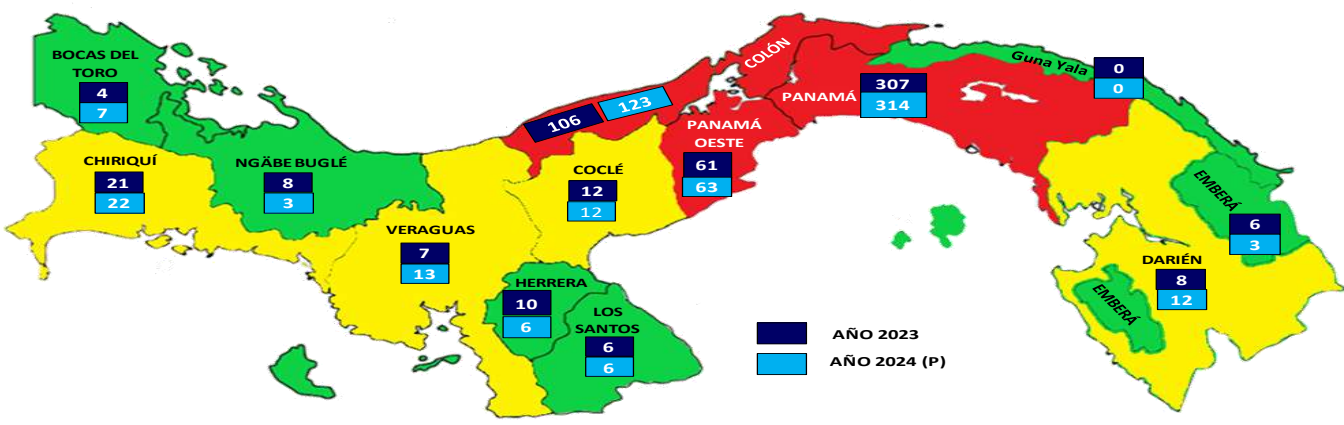 BOCAS DEL
TORO
4
7
CHIRIQUÍ
21
22
NGÄBE BUGLÉ
8
3
VERAGUAS
7
13
COCLÉ
12
12
HERRERA
10
6
LOS
SANTOS
6
6
COLÓN
106
123
PANAMÁ
OESTE
61
63
PANAMÁ
307
314
Guna Yala
0
0
EMBERÁ
6
3
DARIÉN
8
12
EMBERÁ
AÑO 2023
AÑO 2024 (P)